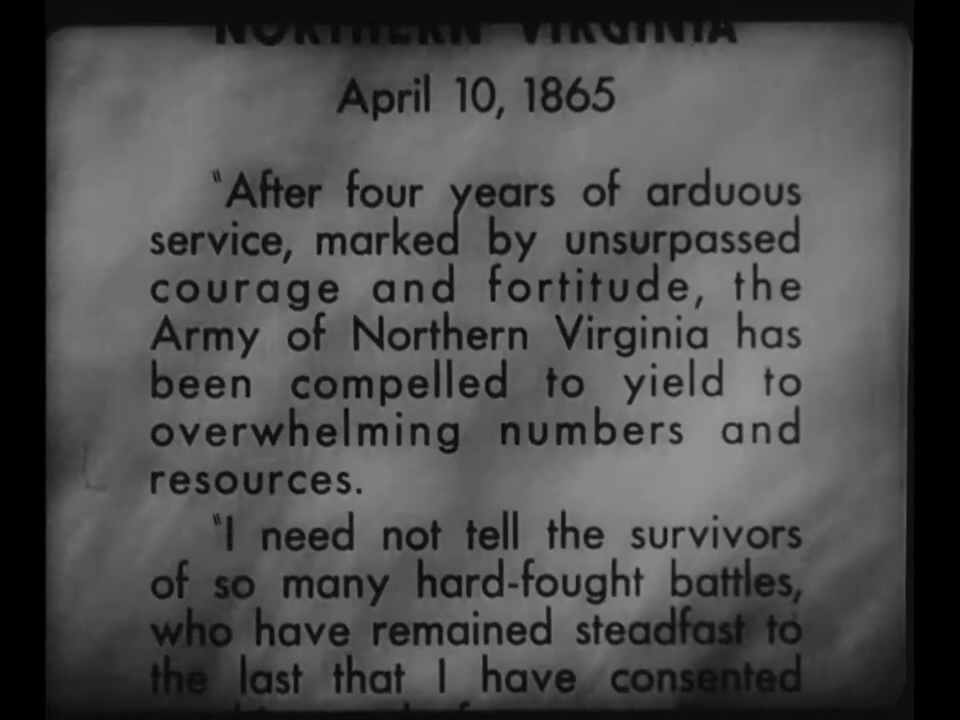 NORTHERN VIRGINIA
April 10, 1865
"After four years of arduous
service, marked by unsurpassed
courage and fortitude, the
Army of Northern Virginia has
been compelled to yield to
overwhelming numbers and
resources.
"I need not tell the survivors
of so many hard-fought battles,
who have remained steadfast to
the last that I have consented